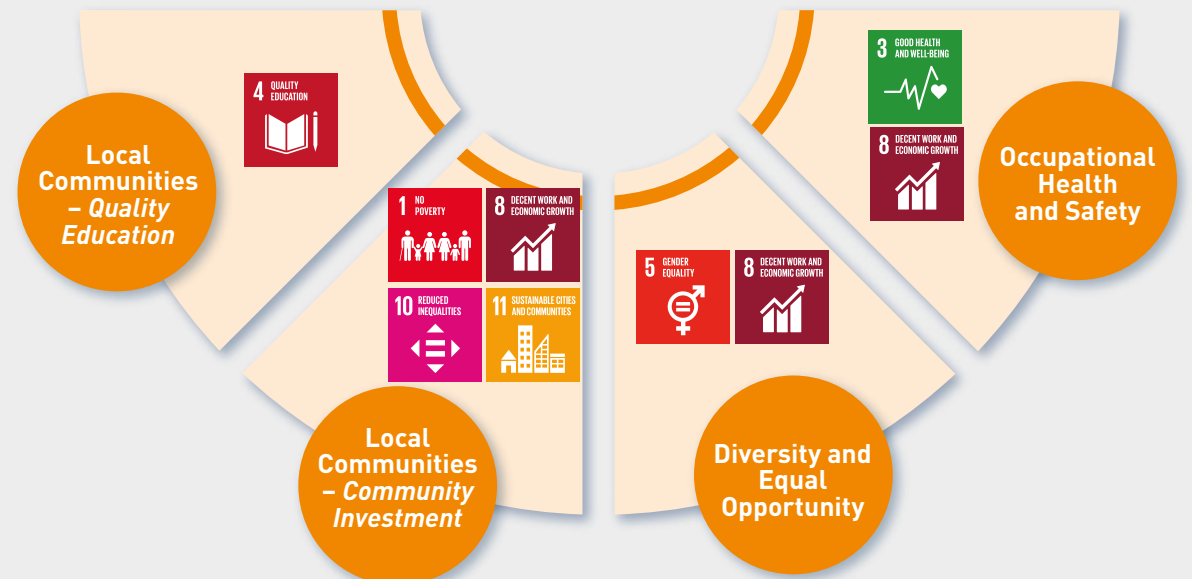 4 QUALITY
EDUCATION
Local
Communities
– Quality
Education
1 NO
POVERTY
8 DECENT WORK AND
ECONOMIC GROWTH
10 REDUCED
INEQUALITIES
11 SUSTAINABLE CITIES
AND COMMUNITIES
Local
Communities
– Community
Investment
5 GENDER
EQUALITY
8 DECENT WORK AND
ECONOMIC GROWTH
Diversity and
Equal
Opportunity
3 GOOD HEALTH
AND WELL-BEING
8 DECENT WORK AND
ECONOMIC GROWTH
Occupational
Health
and Safety